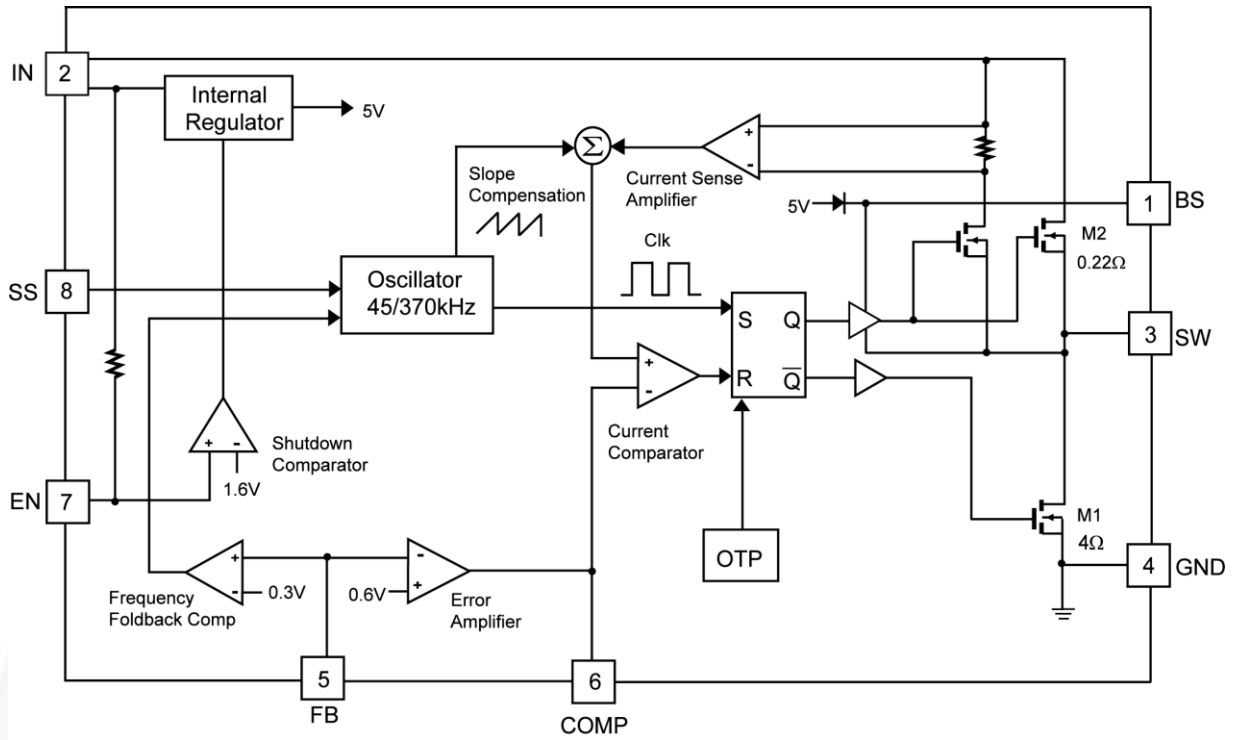 IN
2
Internal
Regulator
5V
Σ
+
-
Current Sense
Amplifier
Slope
Compensation
5V
1
BS
M2
0.22Ω
Clk
SS
8
Oscillator
45/370kHz
S
Q
R
Q̅
3
SW
+
-
Current
Comparator
+
-
Shutdown
Comparator
1.6V
EN
7
OTP
M1
4Ω
4
GND
+
-
0.3V
Frequency
Foldback Comp
-
+
0.6V
Error
Amplifier
5
FB
6
COMP